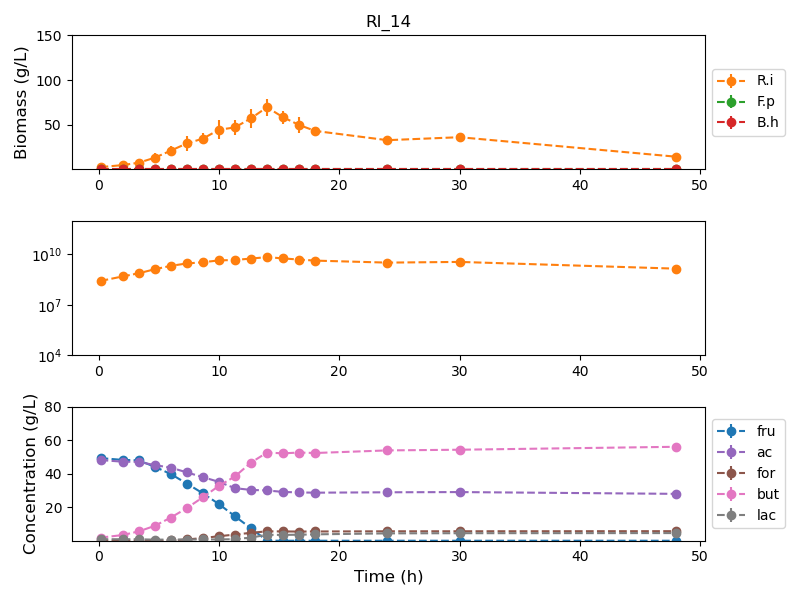 RI_14
Biomass (g/L)
150
100
50
0 10 20 30 40 50
R.i
F.p
B.h
10^10
10^7
10^4
0 10 20 30 40 50
Concentration (g/L)
80
60
40
20
0 10 20 30 40 50
Time (h)
fru
ac
for
but
lac